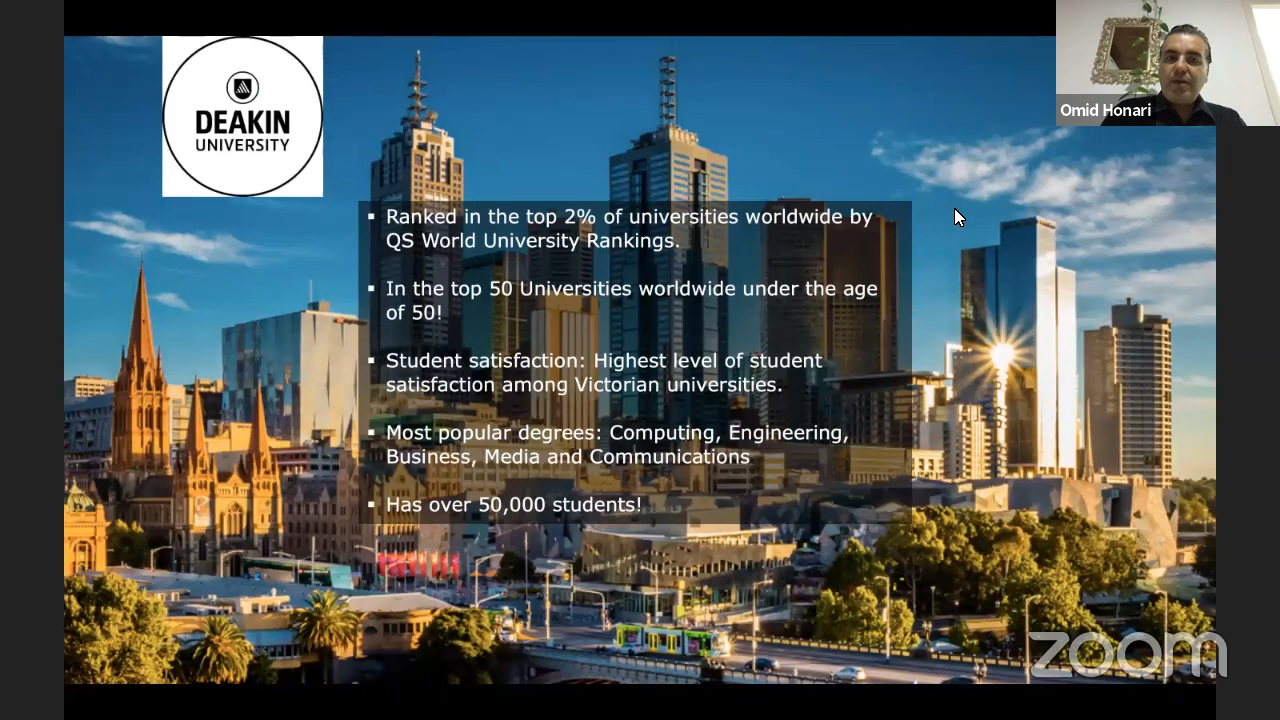 DEAKIN
UNIVERSITY
Omid Honari
▪ Ranked in the top 2% of universities worldwide by
QS World University Rankings.
▪ In the top 50 Universities worldwide under the age
of 50!
▪ Student satisfaction: Highest level of student
satisfaction among Victorian universities.
▪ Most popular degrees: Computing, Engineering,
Business, Media and Communications
▪ Has over 50,000 students!
zoom